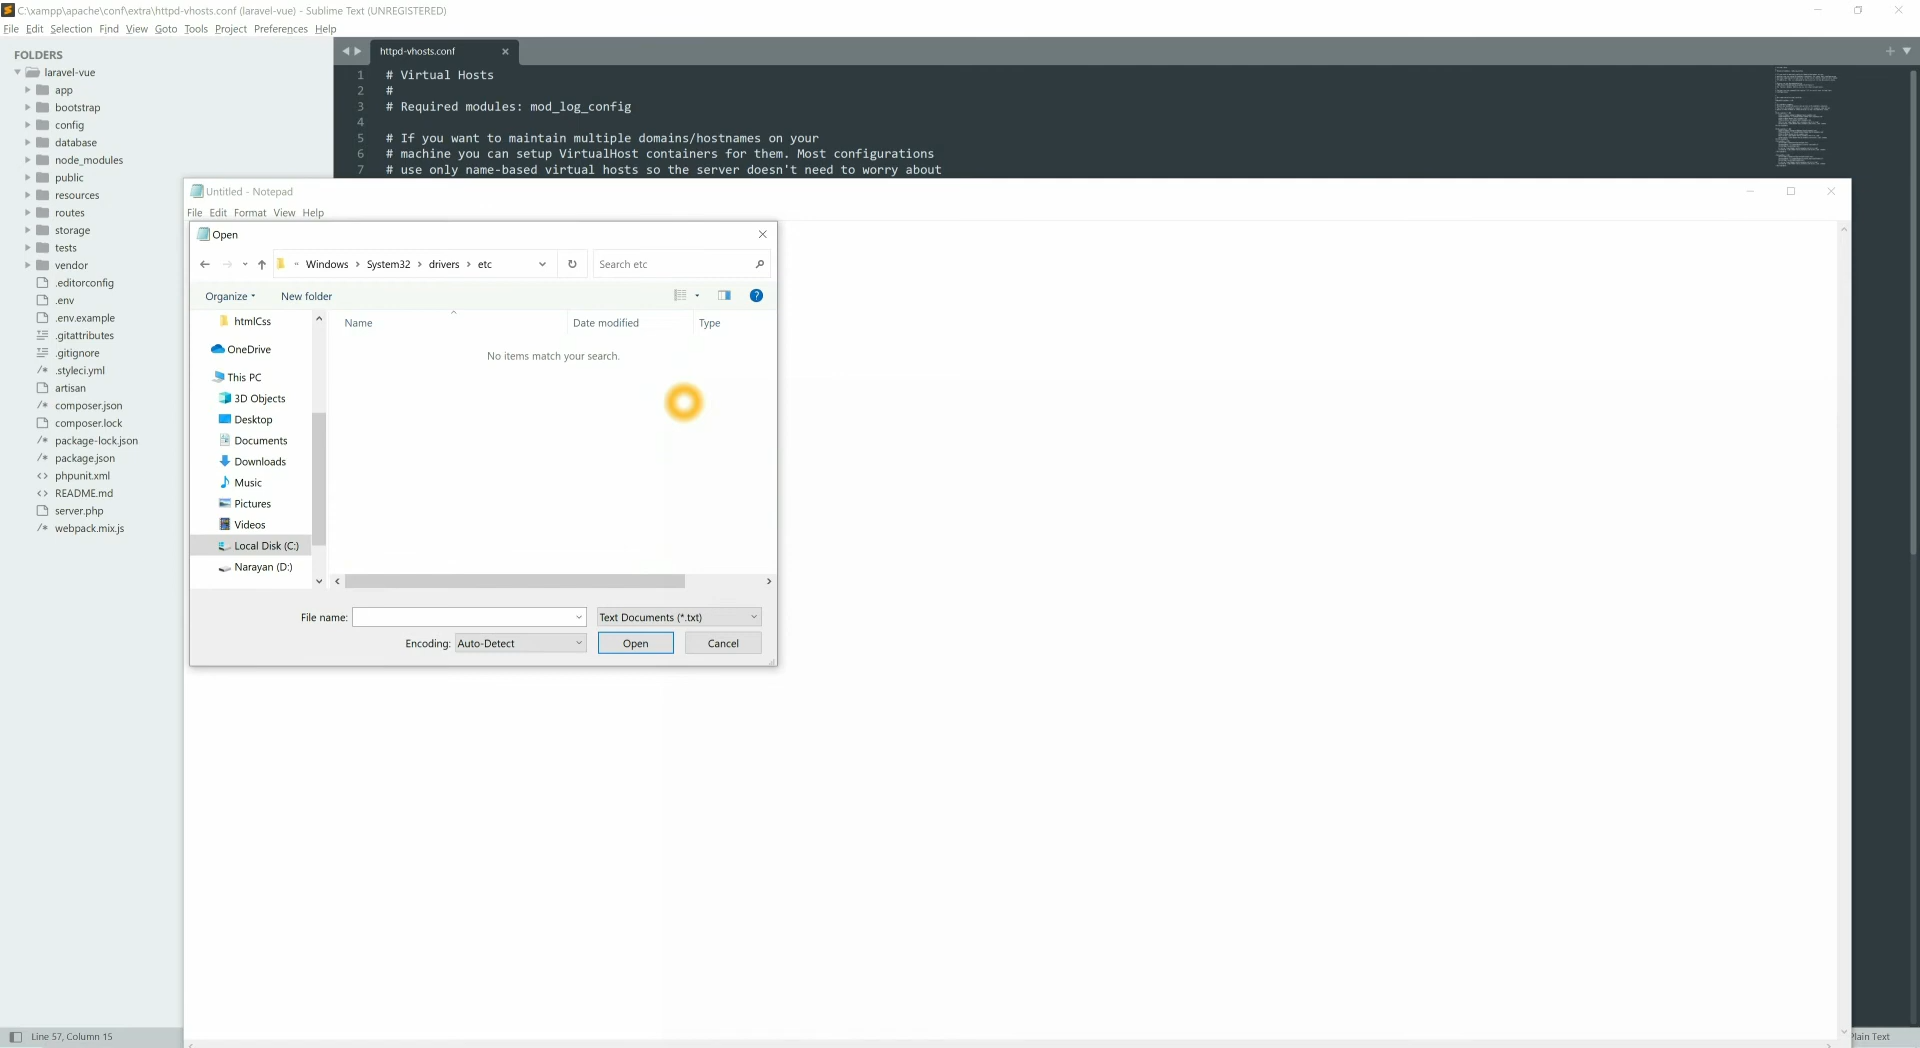 C:\xampp\apache\conf\extra\httpd-vhosts.conf (laravel-vue) - Sublime Text (UNREGISTERED)
File Edit Selection Find View Goto Tools Project Preferences Help
FOLDERS
laravel-vue
app
bootstrap
config
database
node_modules
public
resources
routes
storage
tests
vendor
.editorconfig
.env
.env.example
.gitattributes
.gitignore
.styleci.yml
artisan
composer.json
composer.lock
package-lock.json
package.json
phpunit.xml
README.md
server.php
webpack.mix.js
httpd-vhosts.conf
1 # Virtual Hosts
2 #
3 # Required modules: mod_log_config
4
5 # If you want to maintain multiple domains/hostnames on your
6 # machine you can setup VirtualHost containers for them. Most configurations
7 # use only name-based virtual hosts so the server doesn't need to worry about
Untitled - Notepad
File Edit Format View Help
Open
« Windows > System32 > drivers > etc
Search etc
Organize New folder
htmlCss
OneDrive
This PC
3D Objects
Desktop
Documents
Downloads
Music
Pictures
Videos
Local Disk (C:)
Narayan (D:)
Name Date modified Type
No items match your search.
File name: Text Documents (*.txt)
Encoding: Auto-Detect Open Cancel
Line 57, Column 15
Plain Text